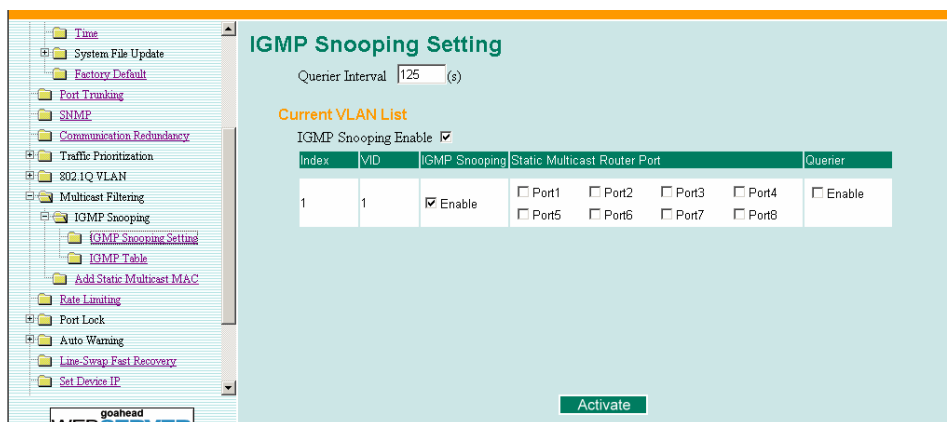 Time
System File Update
Factory Default
Port Trunking
SNMP
Communication Redundancy
Traffic Prioritization
802.1Q VLAN
Multicast Filtering
IGMP Snooping
IGMP Snooping Setting
IGMP Table
Add Static Multicast MAC
Rate Limiting
Port Lock
Auto Warning
Line-Swap Fast Recovery
Set Device IP
goahead
WEBSERVER
IGMP Snooping Setting
Querier Interval 125 (s)
Current VLAN List
IGMP Snooping Enable
Index VID IGMP Snooping Static Multicast Router Port Querier
1 1 Enable Port1 Port2 Port3 Port4 Enable
Port5 Port6 Port7 Port8
Activate